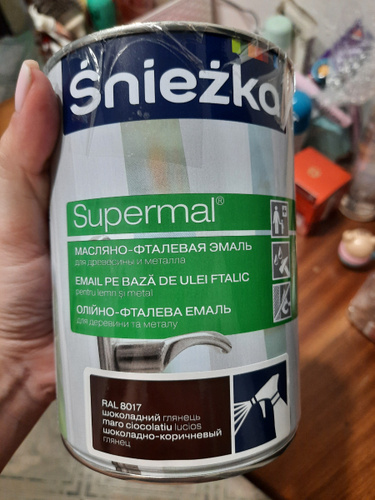 Śnieżka
Supermal®
МАСЛЯНО-ФТАЛЕВАЯ ЭМАЛЬ
для древесины и металла
EMAIL PE BAZĂ DE ULEI FTALIC
pentru lemn și metal
ОЛІЙНО-ФТАЛЕВА ЕМАЛЬ
для деревини та металу
RAL 8017
шоколадний глянець
maro ciocolatiu lucios
шоколадно-коричневый
глянец